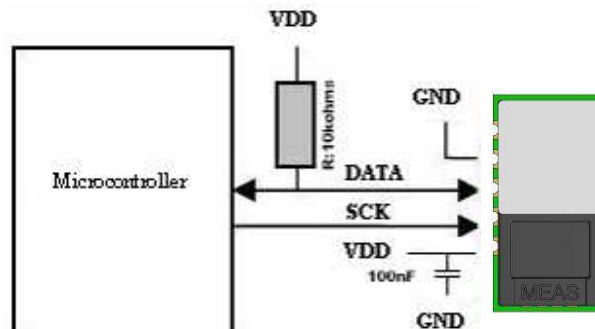 VDD
R:10kohms
GND
Microcontroller
DATA
SCK
VDD
100nF
GND
MEAS